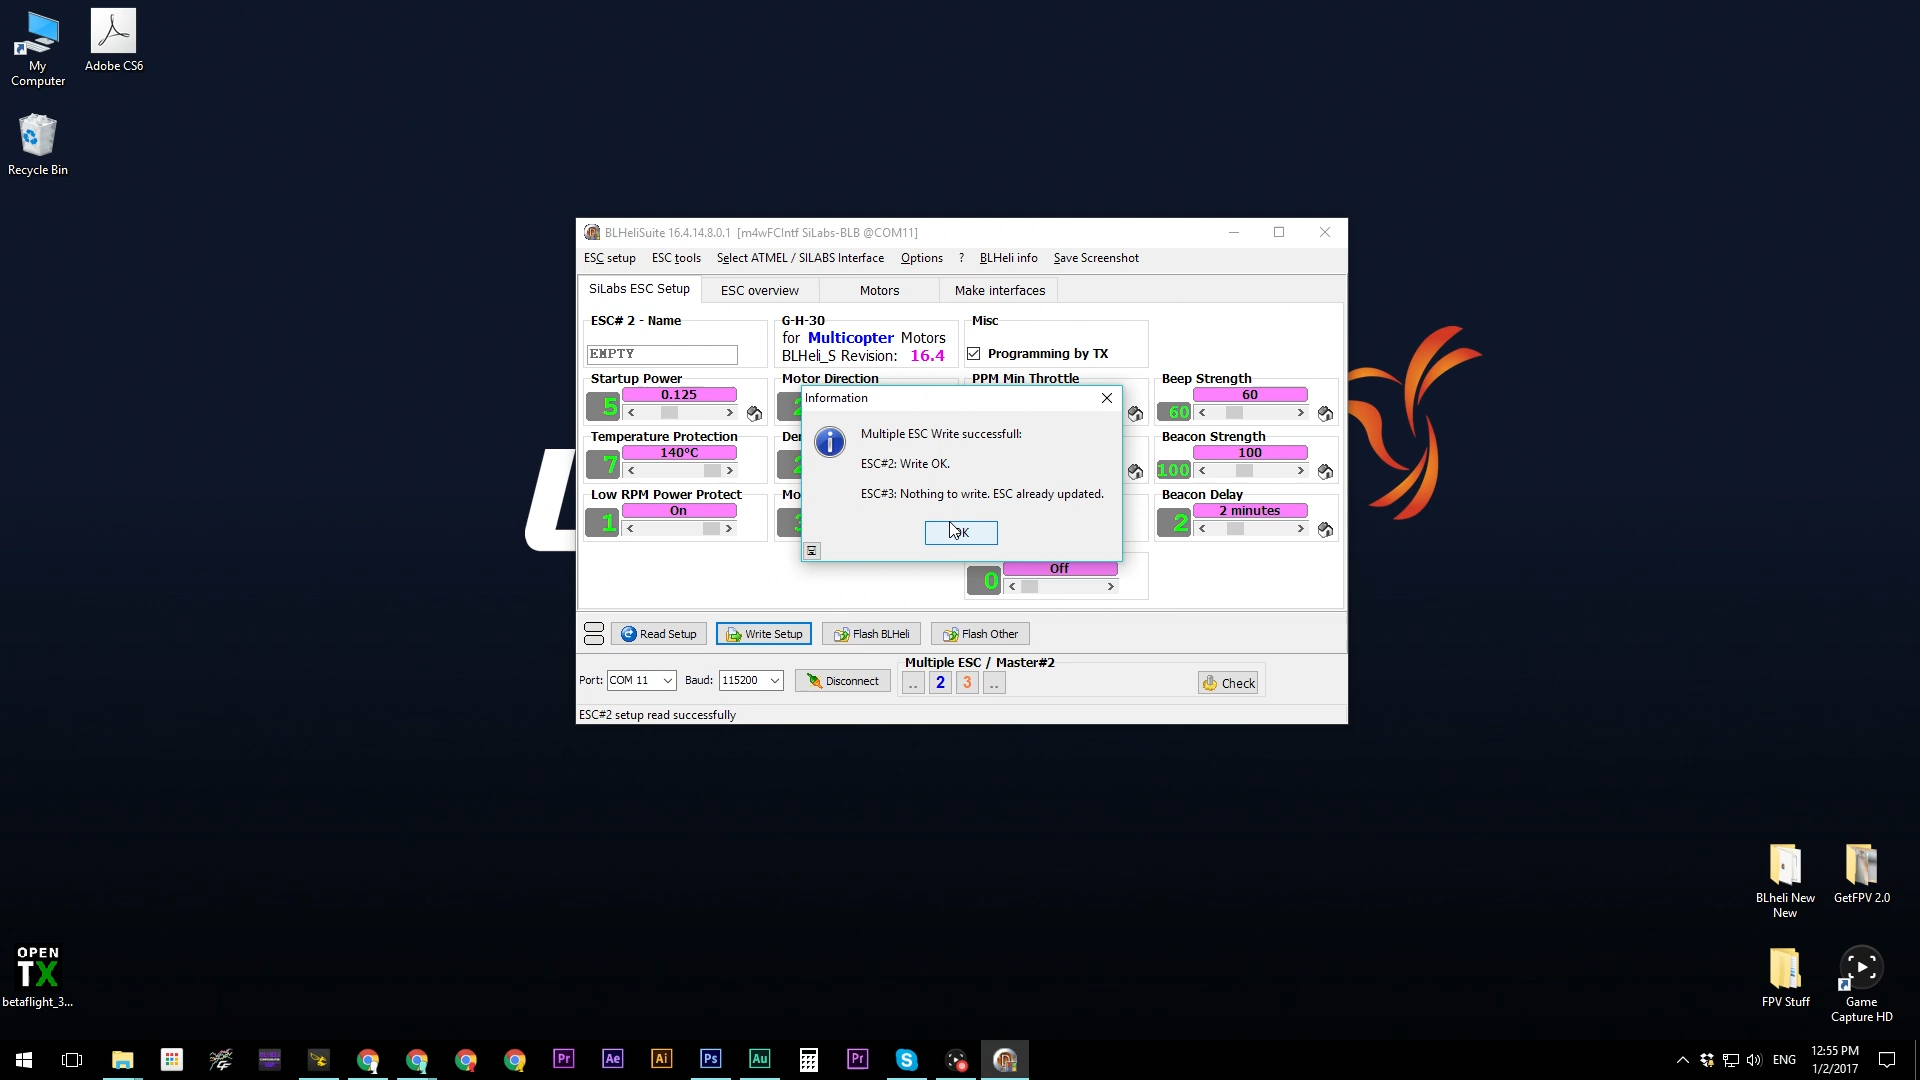 My
Computer
Adobe CS6
Recycle Bin
BLHeliSuite 16.4.14.8.0.1 [m4wFCIntf SiLabs-BLB @COM11]
ESC setup ESC tools Select ATMEL / SILABS Interface Options ? BLHeli info Save Screenshot
SiLabs ESC Setup ESC overview Motors Make interfaces
ESC# 2 - Name
EMPTY
G-H-30
for Multicopter Motors
BLHeli_S Revision: 16.4
Misc
Programming by TX
Startup Power
0.125
5
Motor Direction
PPM Min Throttle
Beep Strength
60
60
Temperature Protection
140°C
7
Beacon Strength
100
100
Low RPM Power Protect
On
1
Beacon Delay
2 minutes
2
Information
Multiple ESC Write successfull:
ESC#2: Write OK.
ESC#3: Nothing to write. ESC already updated.
Off
0
Read Setup Write Setup Flash BLHeli Flash Other
Multiple ESC / Master#2
Port: COM 11 Baud: 115200 Disconnect .. 2 3 .. Check
ESC#2 setup read successfully
BLheli New
New
GetFPV 2.0
OPEN
TX
betaflight_3...
FPV Stuff
Game
Capture HD
Pr Ae Ai Ps Au Pr
ENG
12:55 PM
1/2/2017